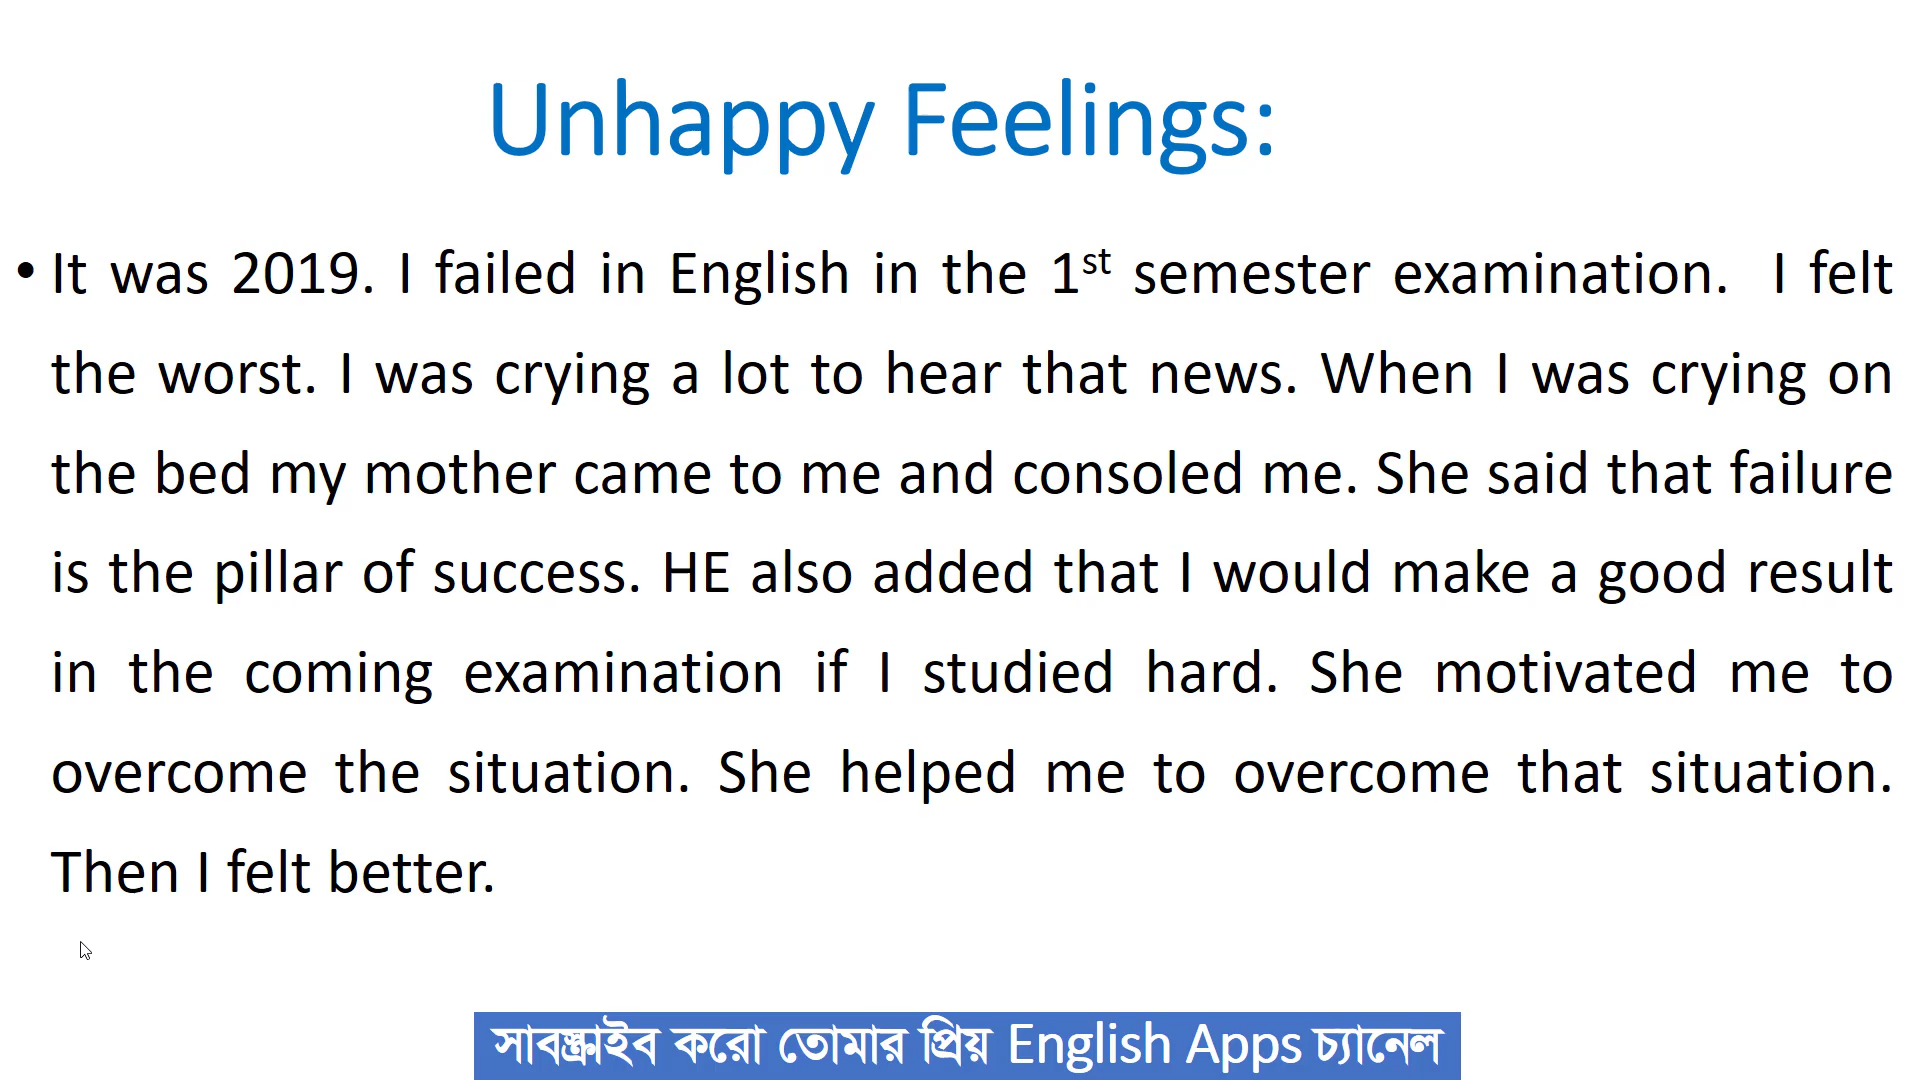 Unhappy Feelings:
• It was 2019. I failed in English in the 1st semester examination. I felt
the worst. I was crying a lot to hear that news. When I was crying on
the bed my mother came to me and consoled me. She said that failure
is the pillar of success. HE also added that I would make a good result
in the coming examination if I studied hard. She motivated me to
overcome the situation. She helped me to overcome that situation.
Then I felt better.
সাবস্ক্রাইব করো তোমার প্রিয় English Apps চ্যানেল